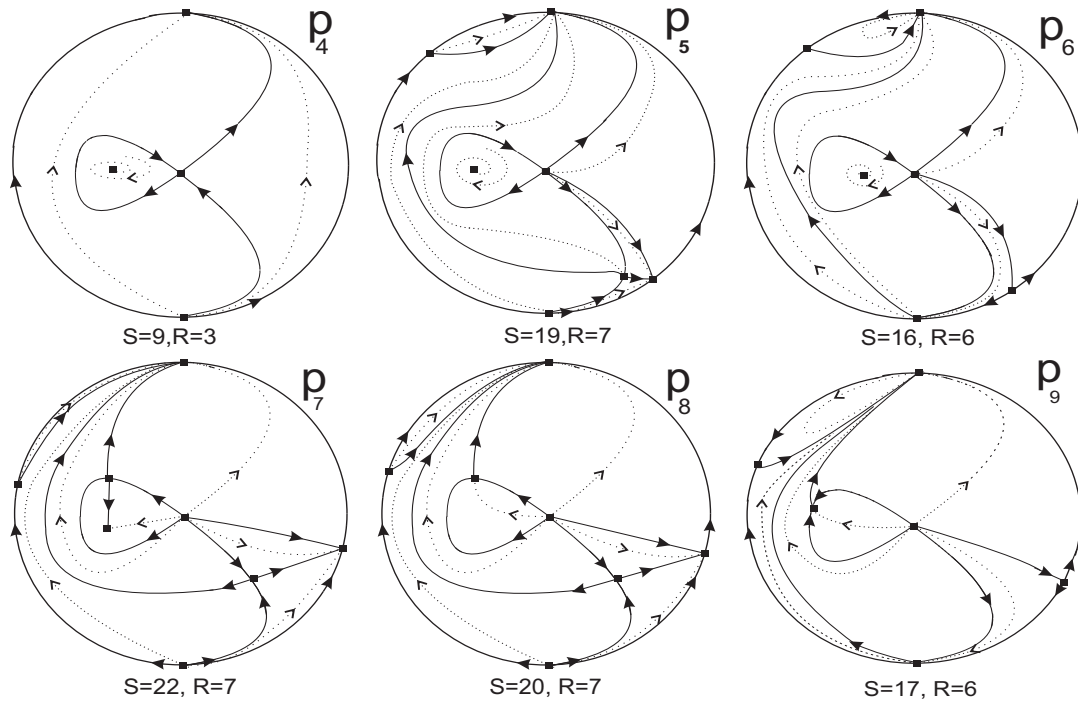 p4
p5
p6
S=9,R=3
S=19,R=7
S=16, R=6
p7
p8
p9
S=22, R=7
S=20, R=7
S=17, R=6